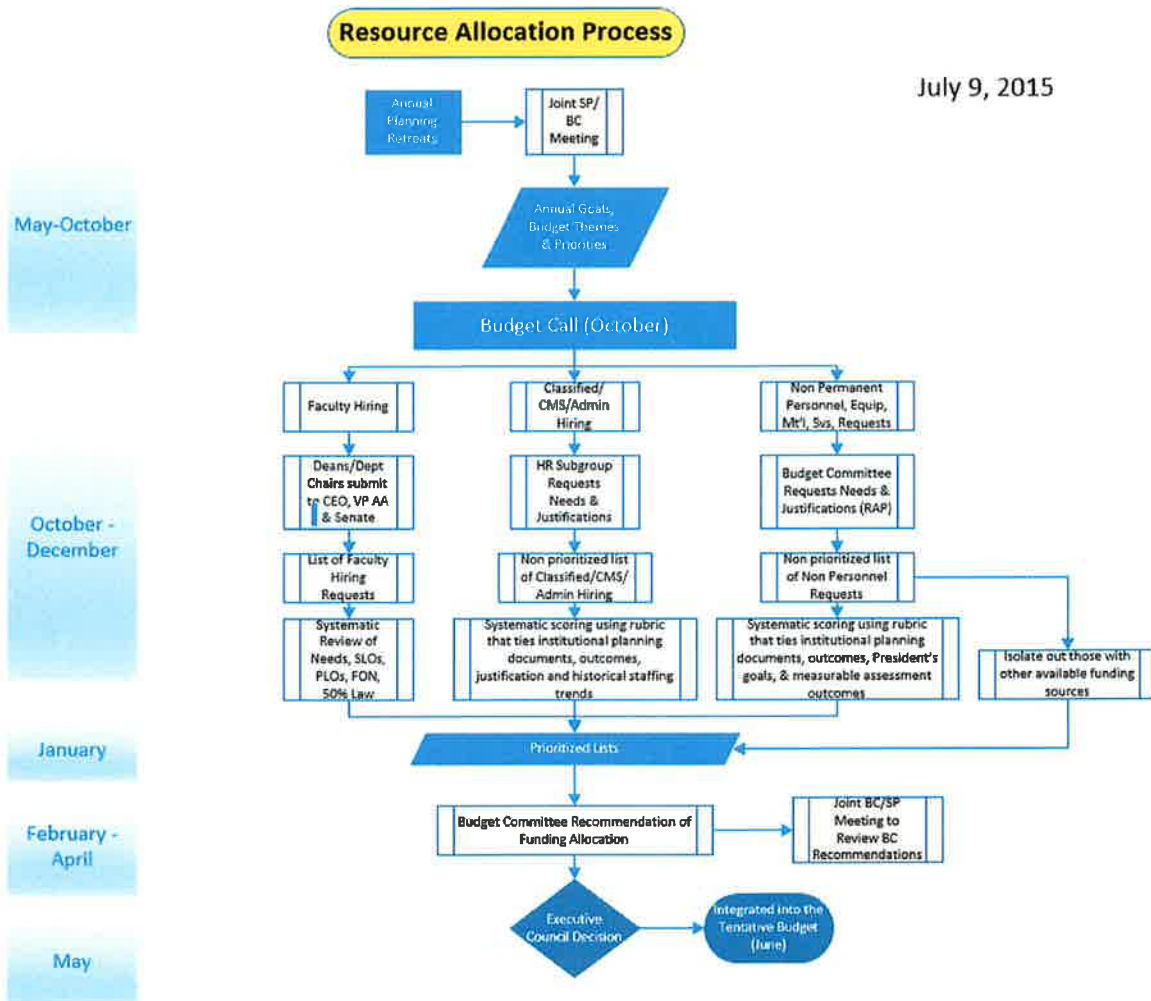 Resource Allocation Process
July 9, 2015
Annual
Planning
Retreats
Joint SP/
BC
Meeting
May-October
Annual Goals,
Budget Themes
& Priorities
Budget Call (October)
Faculty Hiring
Classified/
CMS/Admin
Hiring
Non Permanent
Personnel, Equip,
Mt'l, Svs, Requests
October -
December
Deans/Dept
Chairs submit
to CEO, VP AA
& Senate
HR Subgroup
Requests
Needs &
Justifications
Budget Committee
Requests Needs &
Justifications (RAP)
List of Faculty
Hiring
Requests
Non prioritized list
of Classified/CMS/
Admin Hiring
Non prioritized list
of Non Personnel
Requests
Systematic
Review of
Needs, SLOs,
PLOs, FON,
50% Law
Systematic scoring using rubric
that ties institutional planning
documents, outcomes,
justification and historical staffing
trends
Systematic scoring using rubric
that ties institutional planning
documents, outcomes, President's
goals, & measurable assessment
outcomes
Isolate out those with
other available funding
sources
January
Prioritized Lists
February -
April
Budget Committee Recommendation of
Funding Allocation
Joint BC/SP
Meeting to
Review BC
Recommendations
Executive
Council Decision
Integrated into the
Tentative Budget
(June)
May